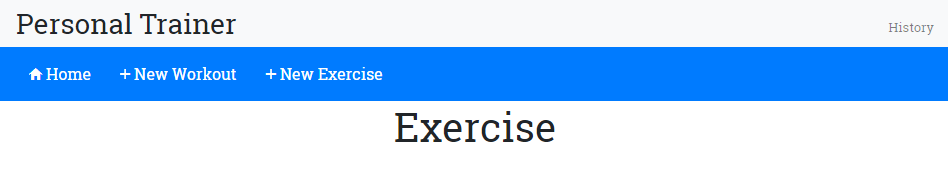 Personal Trainer
History
Home + New Workout + New Exercise
Exercise